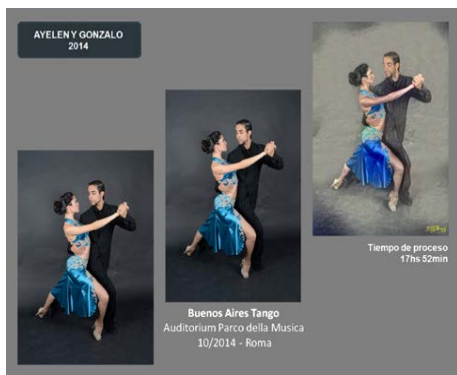 AYELEN Y GONZALO
2014
Tiempo de proceso
17hs 52min
Buenos Aires Tango
Auditorium Parco della Musica
10/2014 - Roma